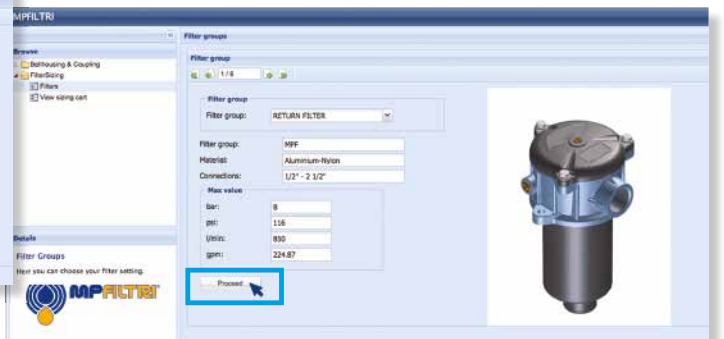 MPFILTRI
Browse
Bellhousing & Coupling
FilterSizing
Filters
View sizing cart
Details
Filter Groups
Here you can choose your filter setting.
MPFILTRI
Filter groups
Filter group
1/6
Filter group
Filter group: RETURN FILTER
Filter group: MPF
Material: Aluminium-Nylon
Connections: 1/2" - 2 1/2"
Max value
bar: 8
psi: 116
l/min: 850
gpm: 224.87
Proceed